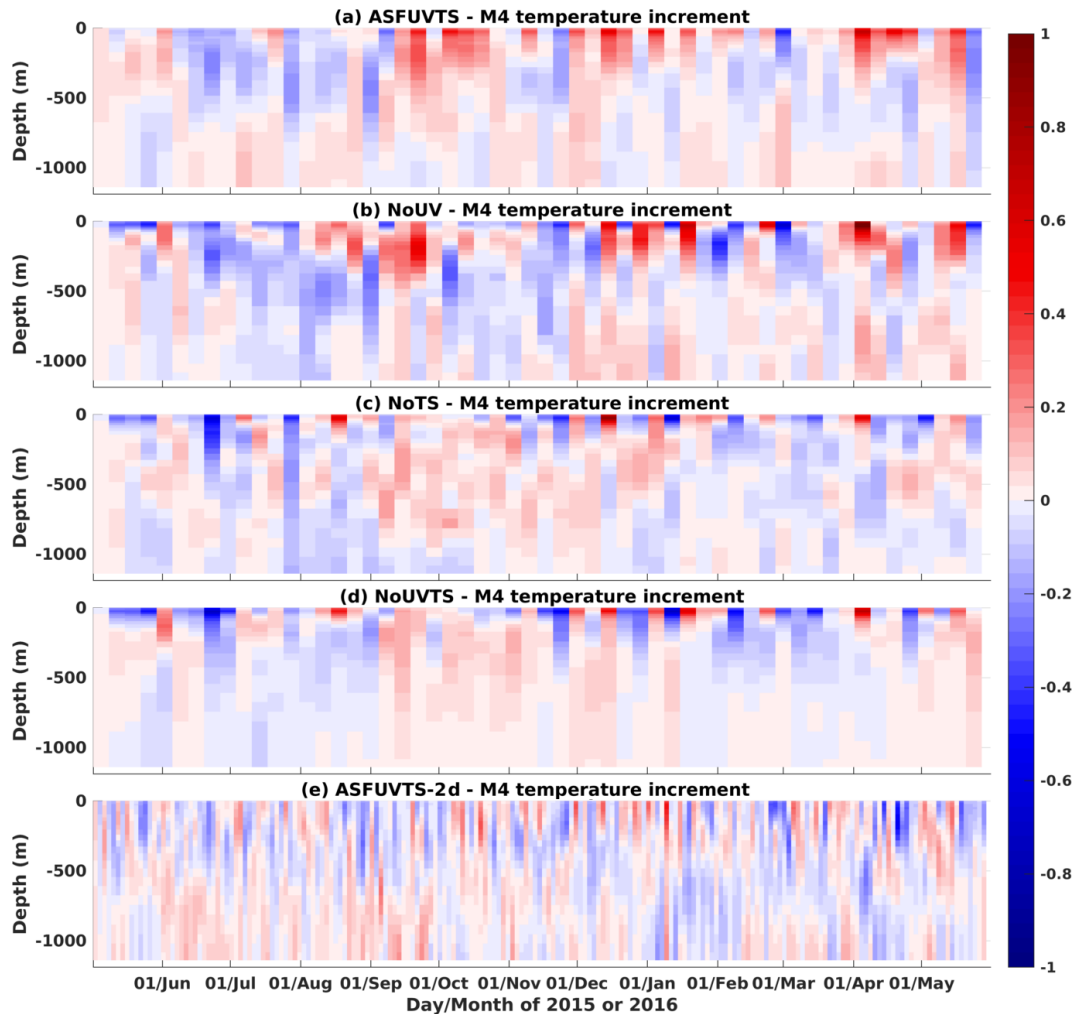 (a) ASFUVTS - M4 temperature increment
0
-500
-1000
Depth (m)
(b) NoUV - M4 temperature increment
0
-500
-1000
Depth (m)
(c) NoTS - M4 temperature increment
0
-500
-1000
Depth (m)
(d) NoUVTS - M4 temperature increment
0
-500
-1000
Depth (m)
(e) ASFUVTS-2d - M4 temperature increment
0
-500
-1000
Depth (m)
01/Jun 01/Jul 01/Aug 01/Sep 01/Oct 01/Nov 01/Dec 01/Jan 01/Feb 01/Mar 01/Apr 01/May
Day/Month of 2015 or 2016
1
0.8
0.6
0.4
0.2
0
-0.2
-0.4
-0.6
-0.8
-1